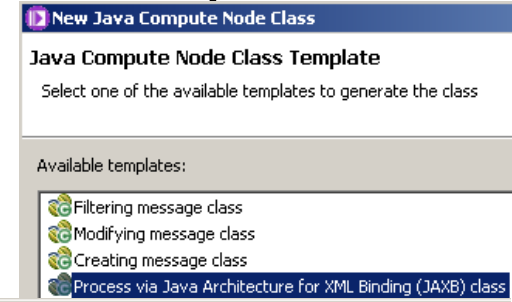 New Java Compute Node Class
Java Compute Node Class Template
Select one of the available templates to generate the class
Available templates:
Filtering message class
Modifying message class
Creating message class
Process via Java Architecture for XML Binding (JAXB) class